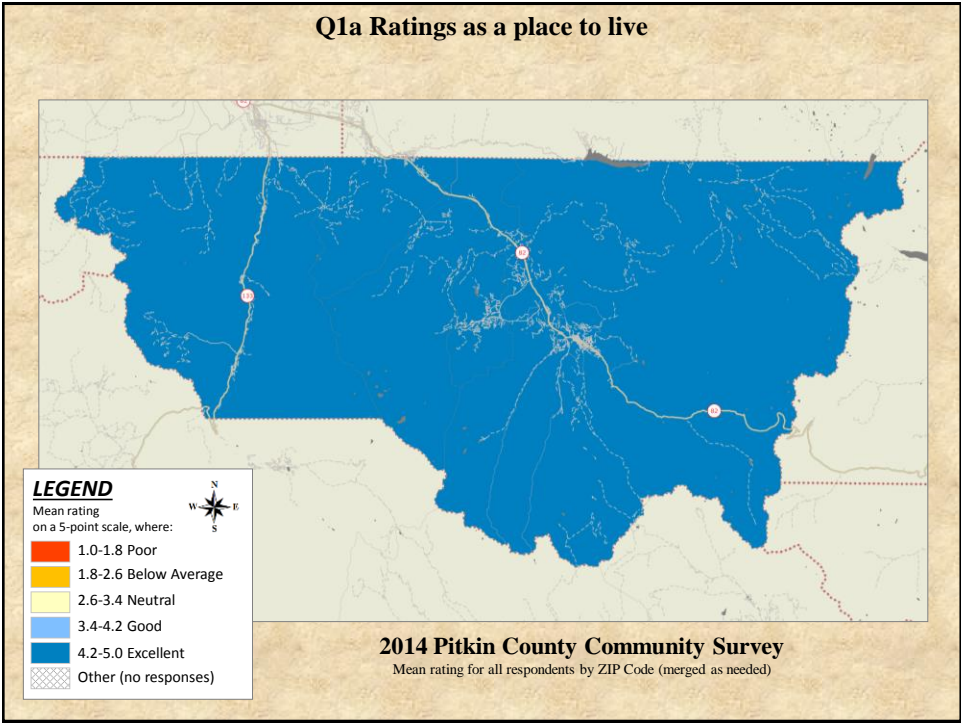 Q1a Ratings as a place to live
82
133
82
LEGEND
Mean rating
on a 5-point scale, where:
N
W E
S
1.0-1.8 Poor
1.8-2.6 Below Average
2.6-3.4 Neutral
3.4-4.2 Good
4.2-5.0 Excellent
Other (no responses)
2014 Pitkin County Community Survey
Mean rating for all respondents by ZIP Code (merged as needed)